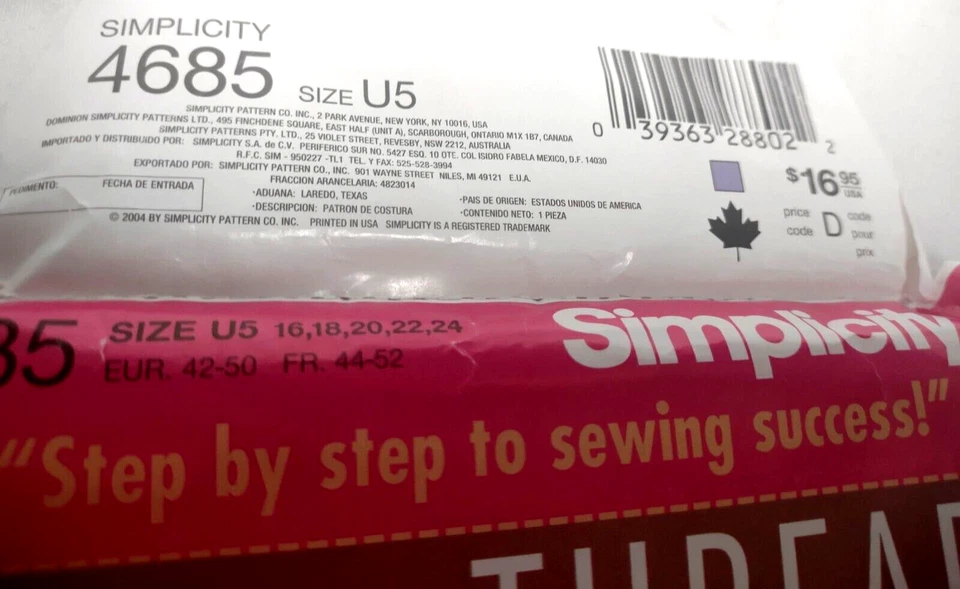 SIMPLICITY
4685 SIZE U5
SIMPLICITY PATTERN CO. INC., 2 PARK AVENUE, NEW YORK, NY 10016, USA
DOMINION SIMPLICITY PATTERNS LTD., 495 FINCHDENE SQUARE, EAST HALF (UNIT A), SCARBOROUGH, ONTARIO M1X 1B7, CANADA
SIMPLICITY PATTERNS PTY. LTD., 25 VIOLET STREET, REVESBY, NSW 2212, AUSTRALIA
IMPORTADO Y DISTRIBUIDO POR: SIMPLICITY S.A. de C.V. PERIFERICO SUR NO. 5427 ESQ. 10 OTE. COL ISIDRO FABELA MEXICO, D.F. 14030
R.F.C. SIM - 950227 -TL1 TEL. Y FAX: 525-528-3994
EXPORTADO POR: SIMPLICITY PATTERN CO., INC. 901 WAYNE STREET NILES, MI 49121 E.U.A.
FRACCION ARANCELARIA: 4823014
PEDIMENTO: FECHA DE ENTRADA
·ADUANA: LAREDO, TEXAS ·PAIS DE ORIGEN: ESTADOS UNIDOS DE AMERICA
·DESCRIPCION: PATRON DE COSTURA ·CONTENIDO NETO: 1 PIEZA
© 2004 BY SIMPLICITY PATTERN CO. INC. PRINTED IN USA SIMPLICITY IS A REGISTERED TRADEMARK
0 39363 28802 2
$16.95 USA
price code D code pour prix
85 SIZE U5 16,18,20,22,24
EUR. 42-50 FR. 44-52
Simplicity
"Step by step to sewing success!"
THREA